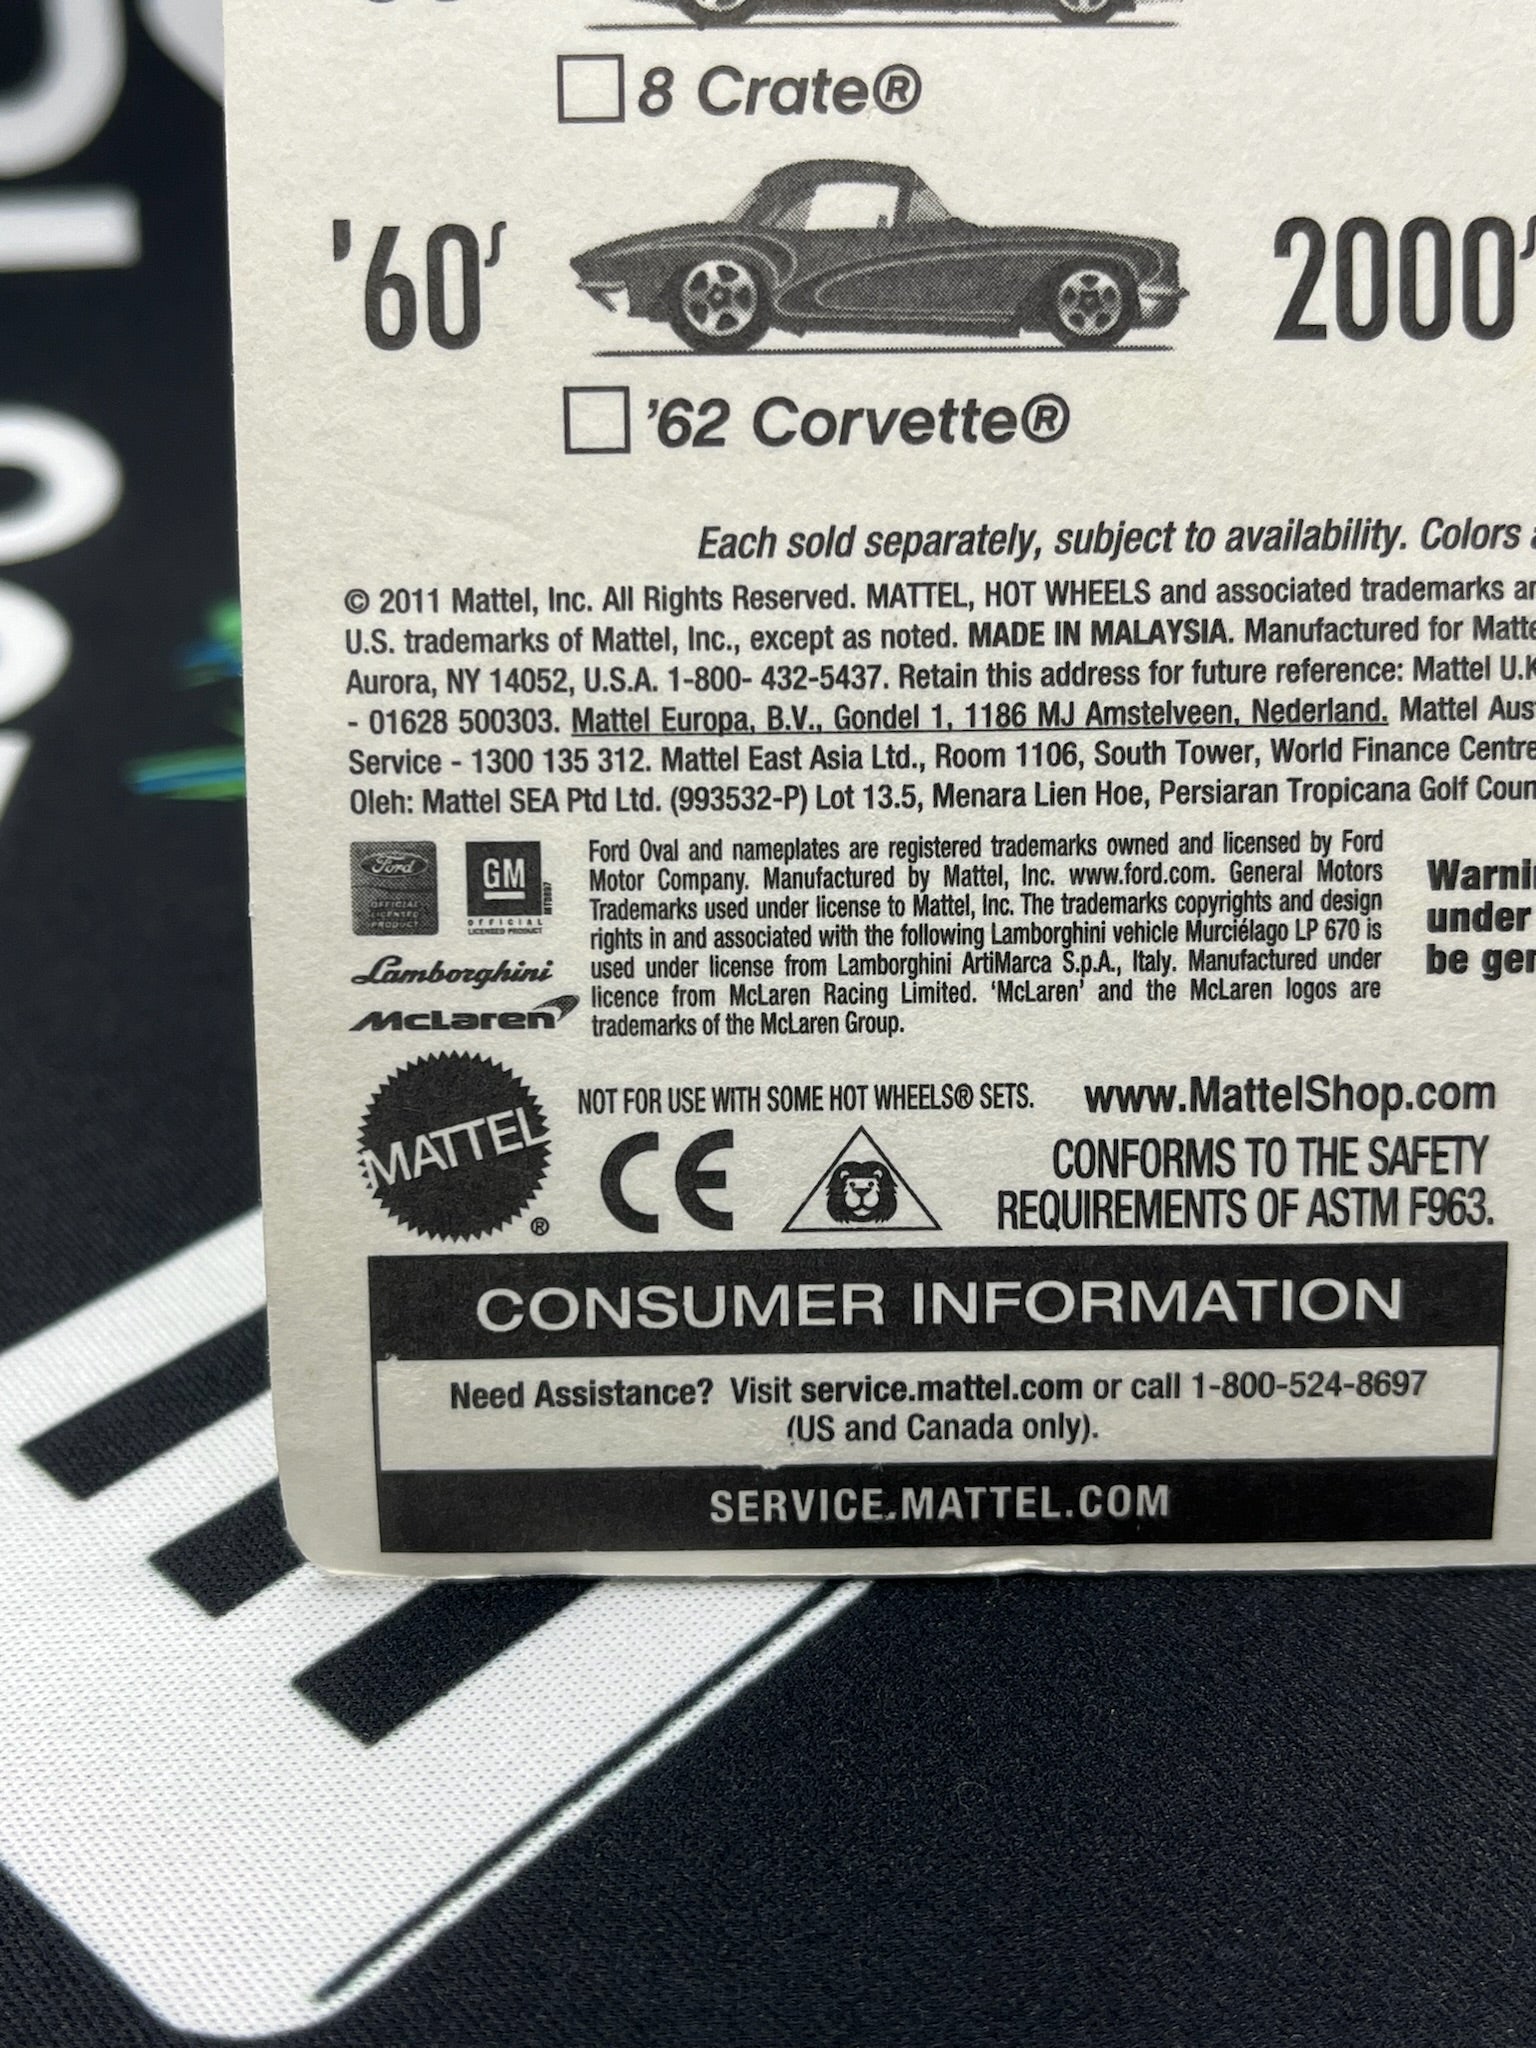 8 Crate®
'60s
2000's
'62 Corvette®
Each sold separately, subject to availability. Colors
© 2011 Mattel, Inc. All Rights Reserved. MATTEL, HOT WHEELS and associated trademarks
U.S. trademarks of Mattel, Inc., except as noted. MADE IN MALAYSIA. Manufactured for
Aurora, NY 14052, U.S.A. 1-800- 432-5437. Retain this address for future reference: Mattel
- 01628 500303. Mattel Europa, B.V., Gondel 1, 1186 MJ Amstelveen, Nederland. Mattel
Service - 1300 135 312. Mattel East Asia Ltd., Room 1106, South Tower, World Finance Centre
Oleh: Mattel SEA Ptd Ltd. (993532-P) Lot 13.5, Menara Lien Hoe, Persiaran Tropicana Golf
Ford
OFFICIAL
LICENSED
PRODUCT
GM
OFFICIAL
LICENSED PRODUCT
Lamborghini
McLaren
Ford Oval and nameplates are registered trademarks owned and licensed by Ford
Motor Company. Manufactured by Mattel, Inc. www.ford.com. General Motors
Trademarks used under license to Mattel, Inc. The trademarks copyrights and design
rights in and associated with the following Lamborghini vehicle Murciélago LP 670 is
used under license from Lamborghini ArtiMarca S.p.A., Italy. Manufactured under
licence from McLaren Racing Limited. 'McLaren' and the McLaren logos are
trademarks of the McLaren Group.
under
be
MATTEL
®
NOT FOR USE WITH SOME HOT WHEELS® SETS.
www.MattelShop.com
CE
CONFORMS TO THE SAFETY
REQUIREMENTS OF ASTM F963.
CONSUMER INFORMATION
Need Assistance? Visit service.mattel.com or call 1-800-524-8697
(US and Canada only).
SERVICE.MATTEL.COM